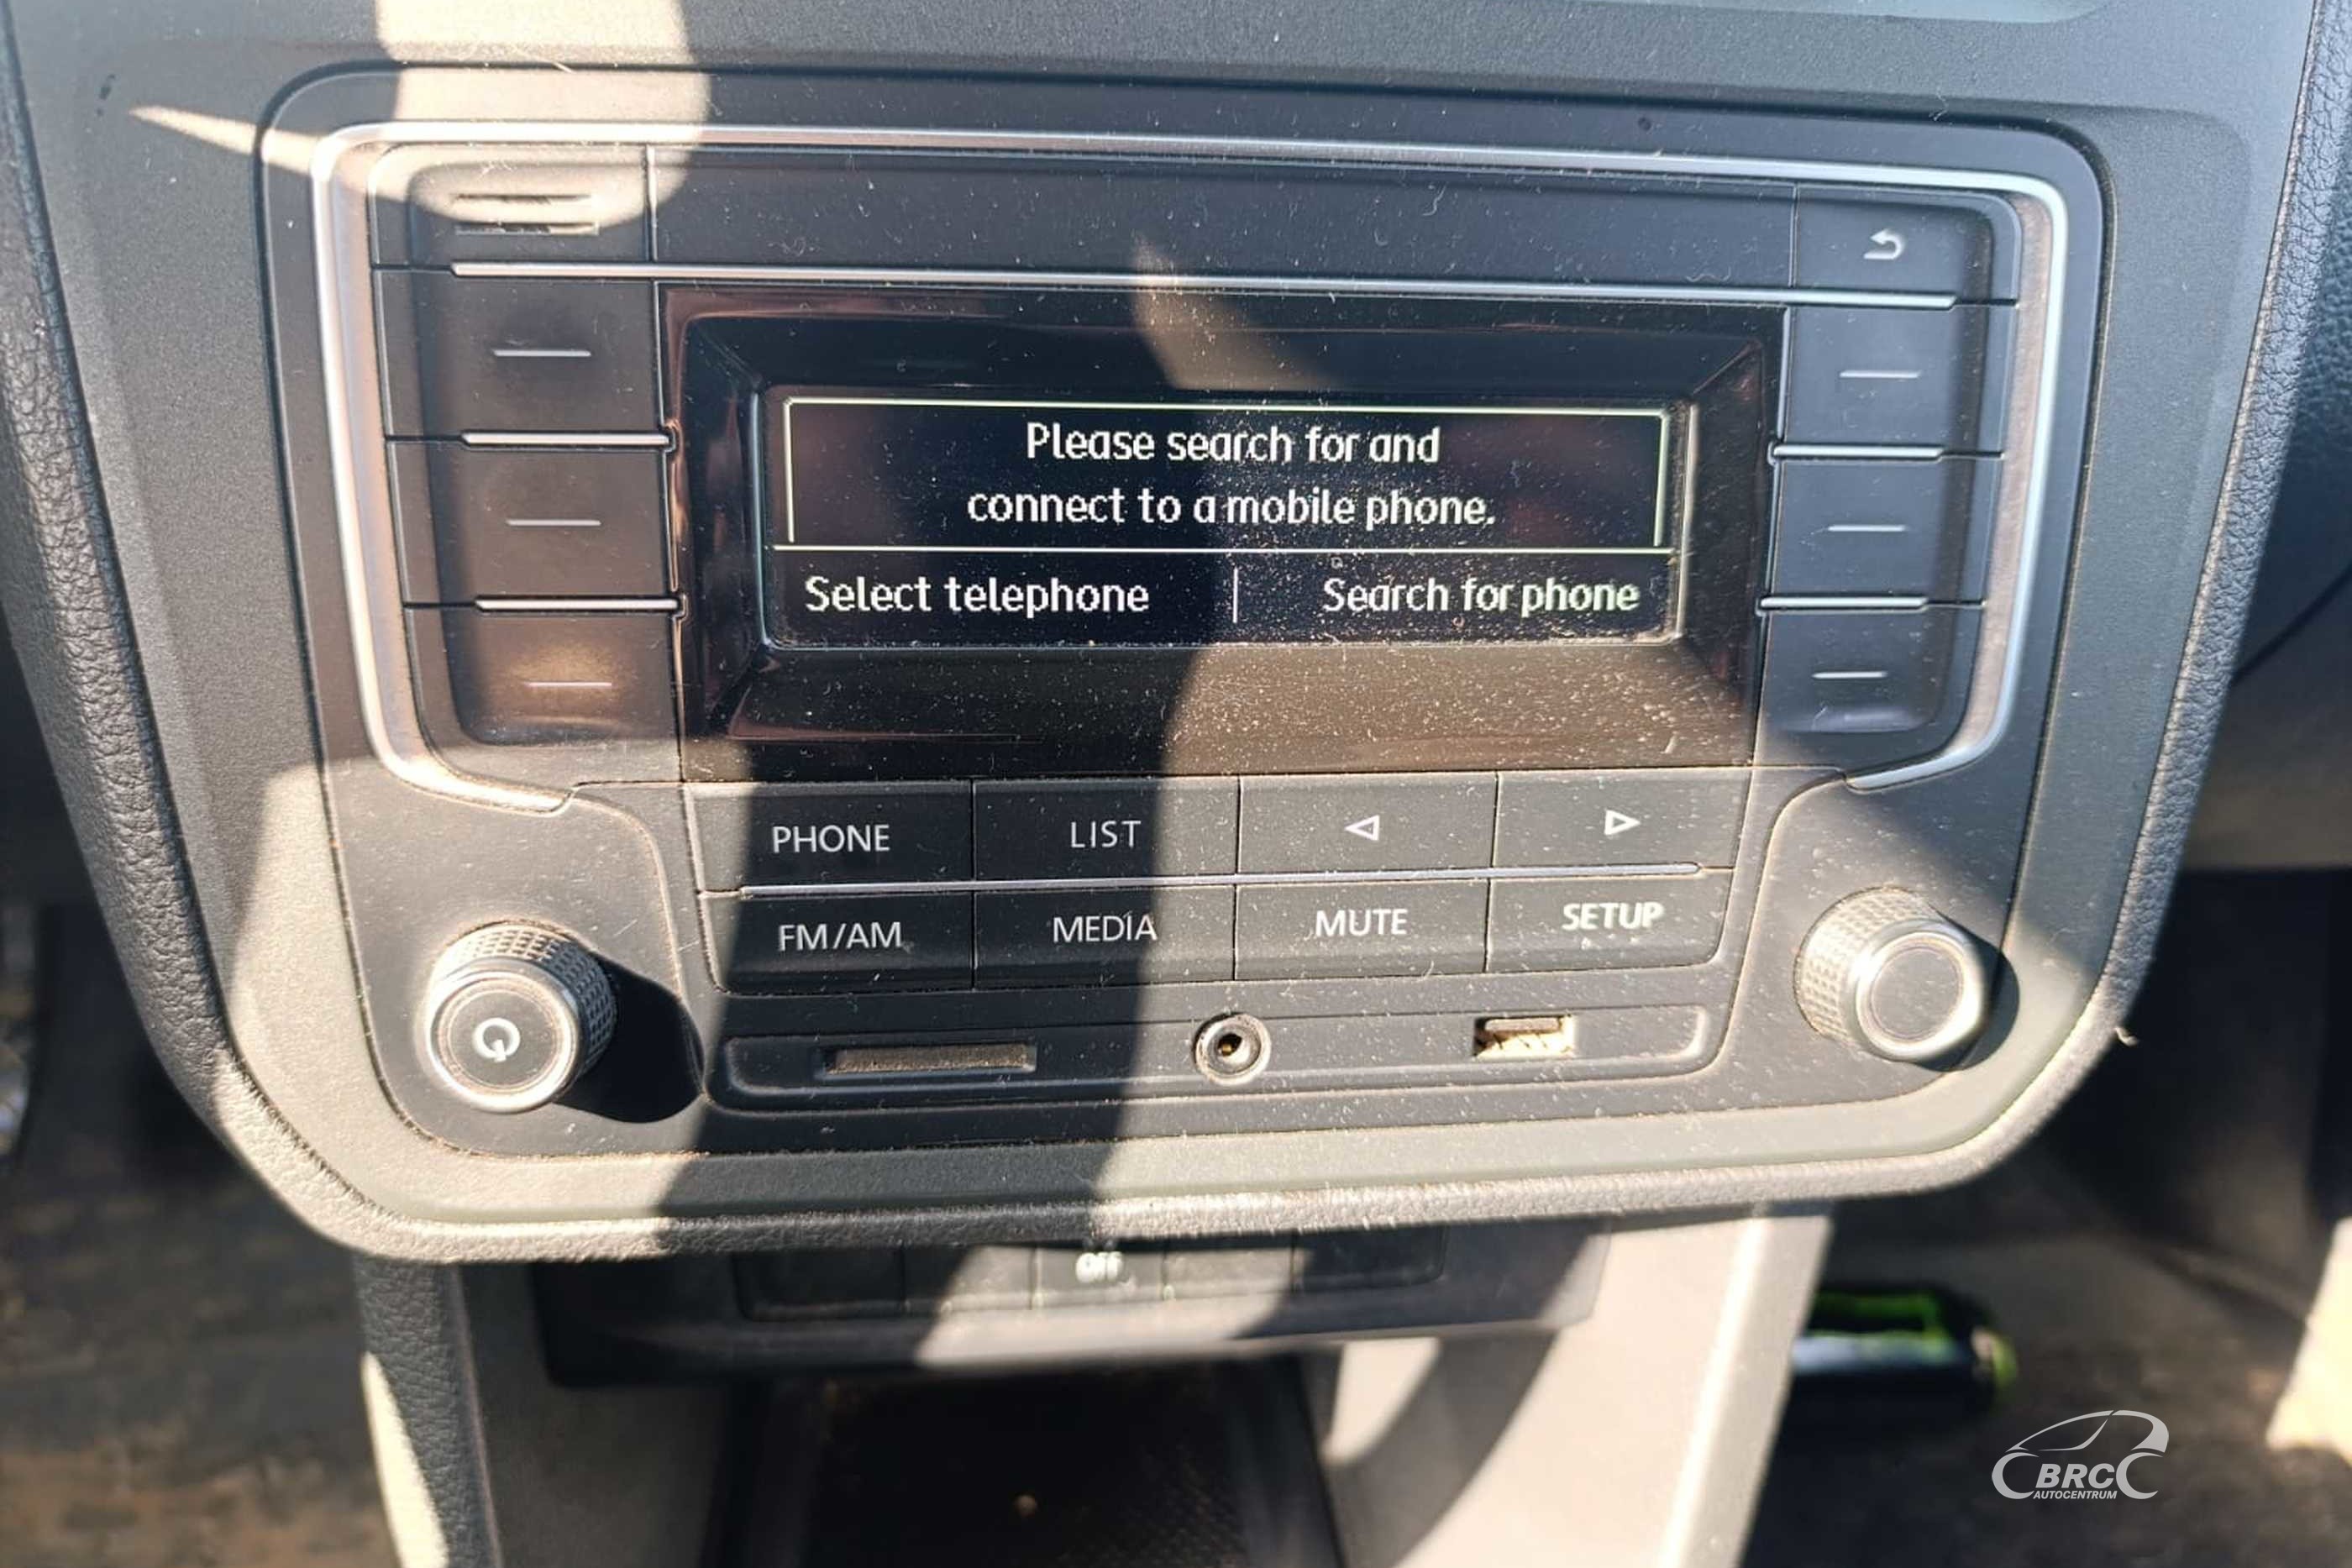 Please search for and
connect to a mobile phone.
Select telephone | Search for phone
PHONE LIST
FM/AM MEDIA MUTE SETUP
OFF
BRC
AUTOCENTRUM